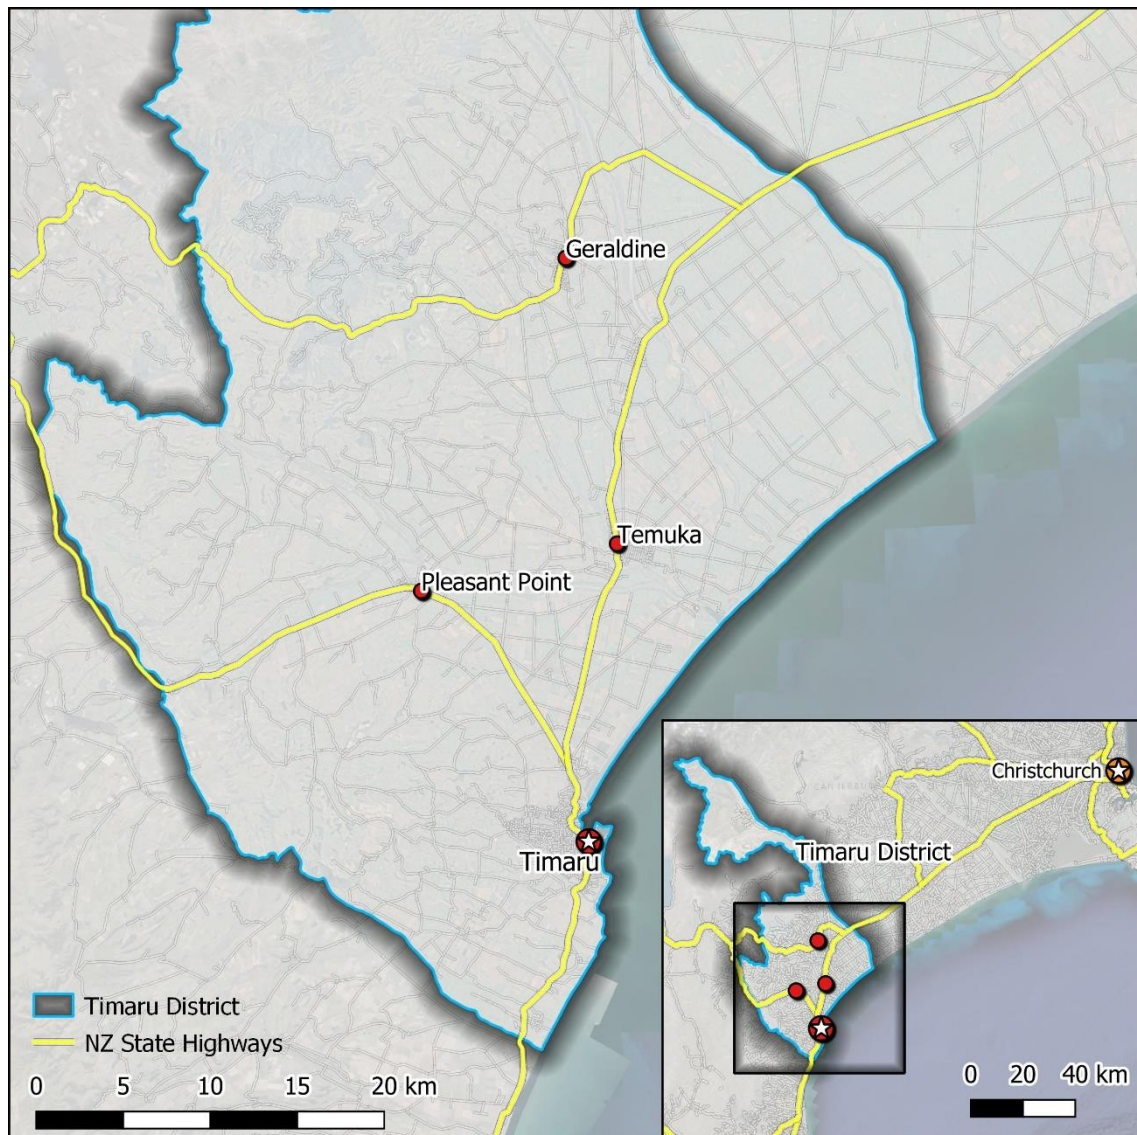 Geraldine
Temuka
Pleasant Point
Timaru
Timaru District
NZ State Highways
0 5 10 15 20 km
Christchurch
Timaru District
0 20 40 km